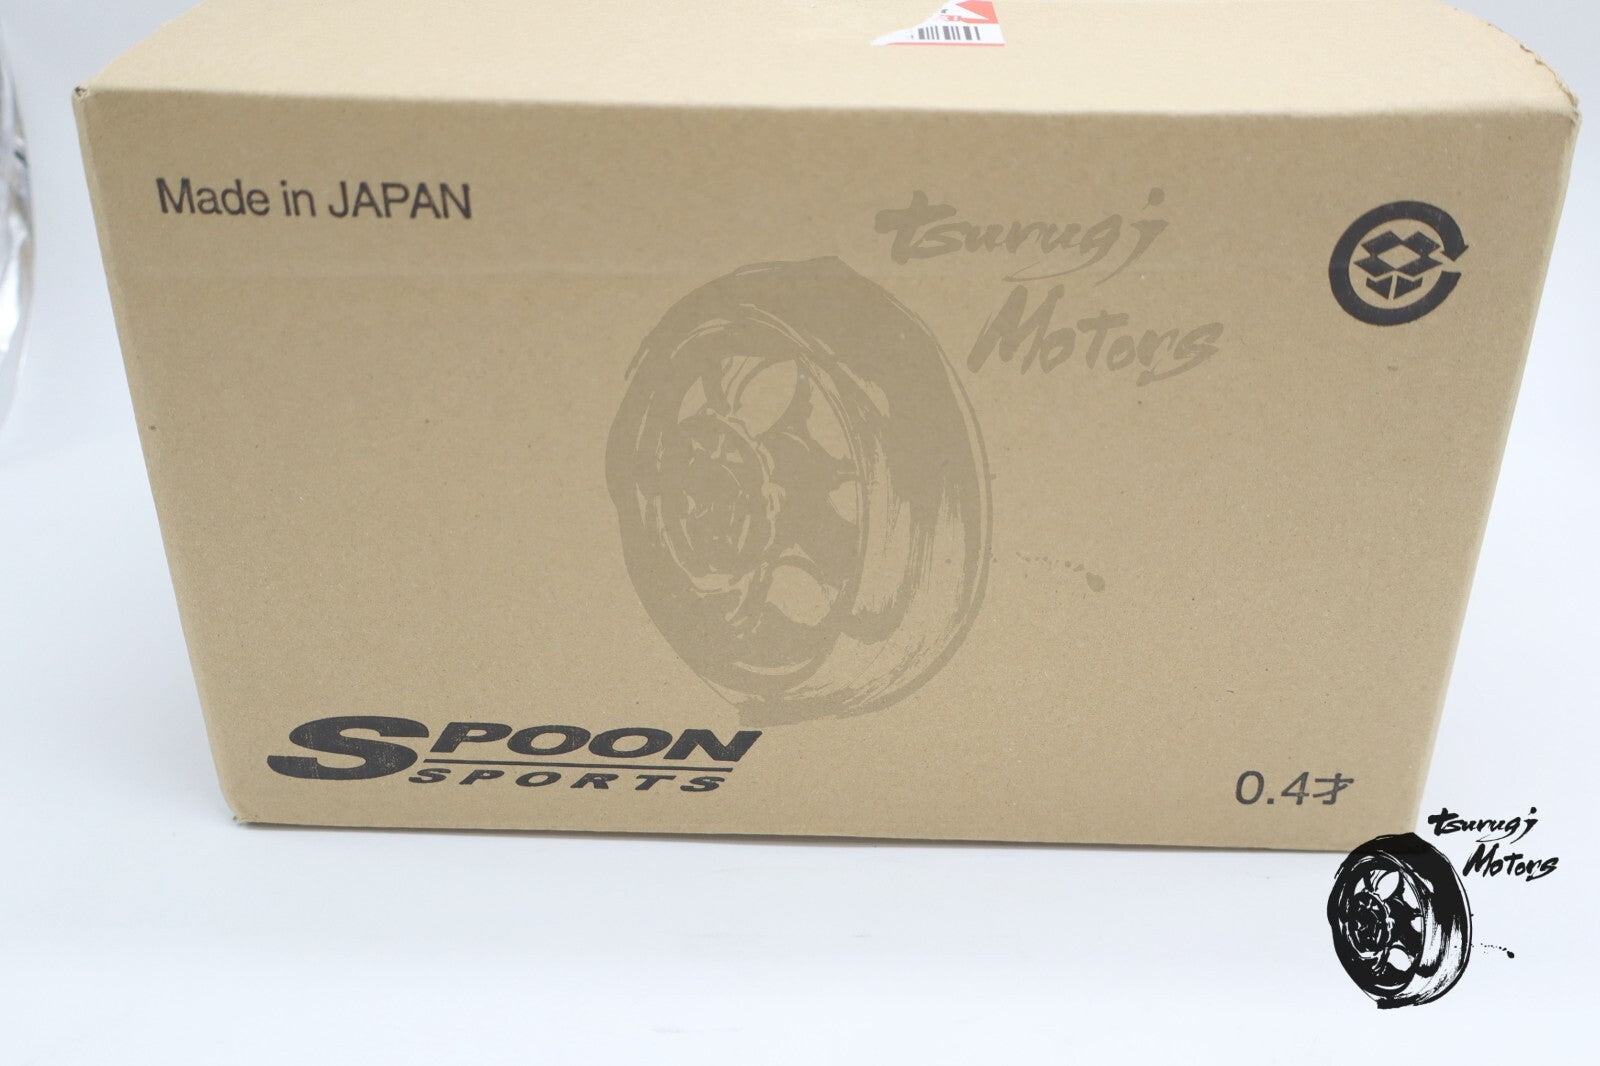 Made in JAPAN
tsurugi
Motors
SPOON
SPORTS
0.4才
tsurugi
Motors